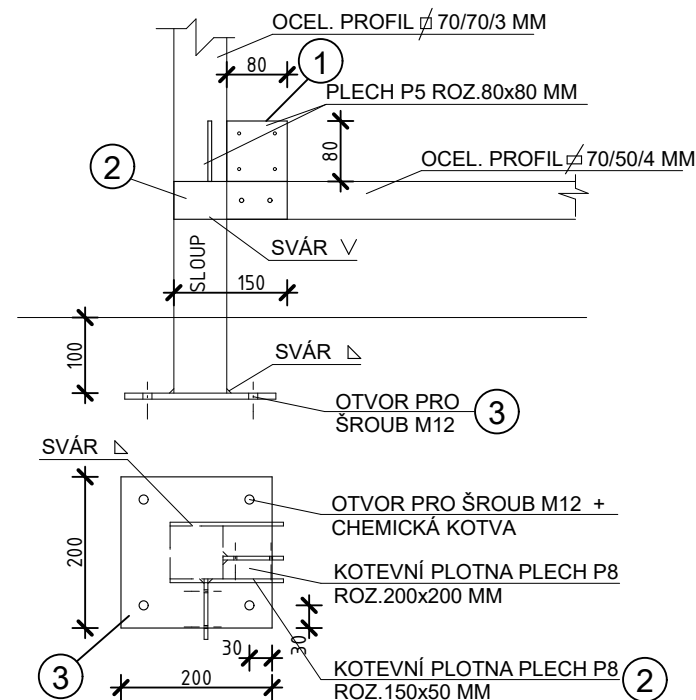 OCEL. PROFIL 70/70/3 MM
80
1
PLECH P5 ROZ.80x80 MM
80
2
OCEL. PROFIL 70/50/4 MM
SLOUP
SVÁR
150
100
SVÁR
OTVOR PRO
ŠROUB M12
3
SVÁR
OTVOR PRO ŠROUB M12 +
CHEMICKÁ KOTVA
200
KOTEVNÍ PLOTNA PLECH P8
ROZ.200x200 MM
30
30
3
200
KOTEVNÍ PLOTNA PLECH P8
ROZ.150x50 MM
2